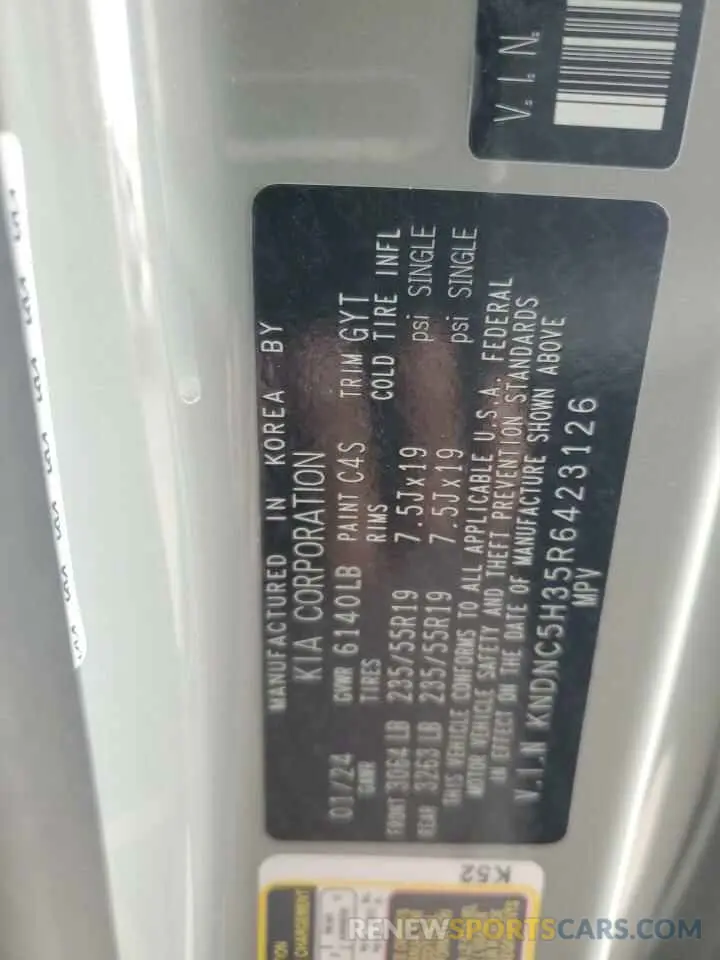 V. I. N.
MANUFACTURED IN KOREA BY
KIA CORPORATION
01/24 GVWR 6140LB PAINT C4S TRIM GYT
GAWR TIRES RIMS COLD TIRE INFL
FRONT 3064 LB 235/55R19 7.5Jx19 psi SINGLE
REAR 3263 LB 235/55R19 7.5Jx19 psi SINGLE
THIS VEHICLE CONFORMS TO ALL APPLICABLE U.S.A. FEDERAL
MOTOR VEHICLE SAFETY AND THEFT PREVENTION STANDARDS
IN EFFECT ON THE DATE OF MANUFACTURE SHOWN ABOVE
V.I.N KNDNC5H35R6423126
MPV
K52
CHARGEMENT
RENEWSPORTSCARS.COM